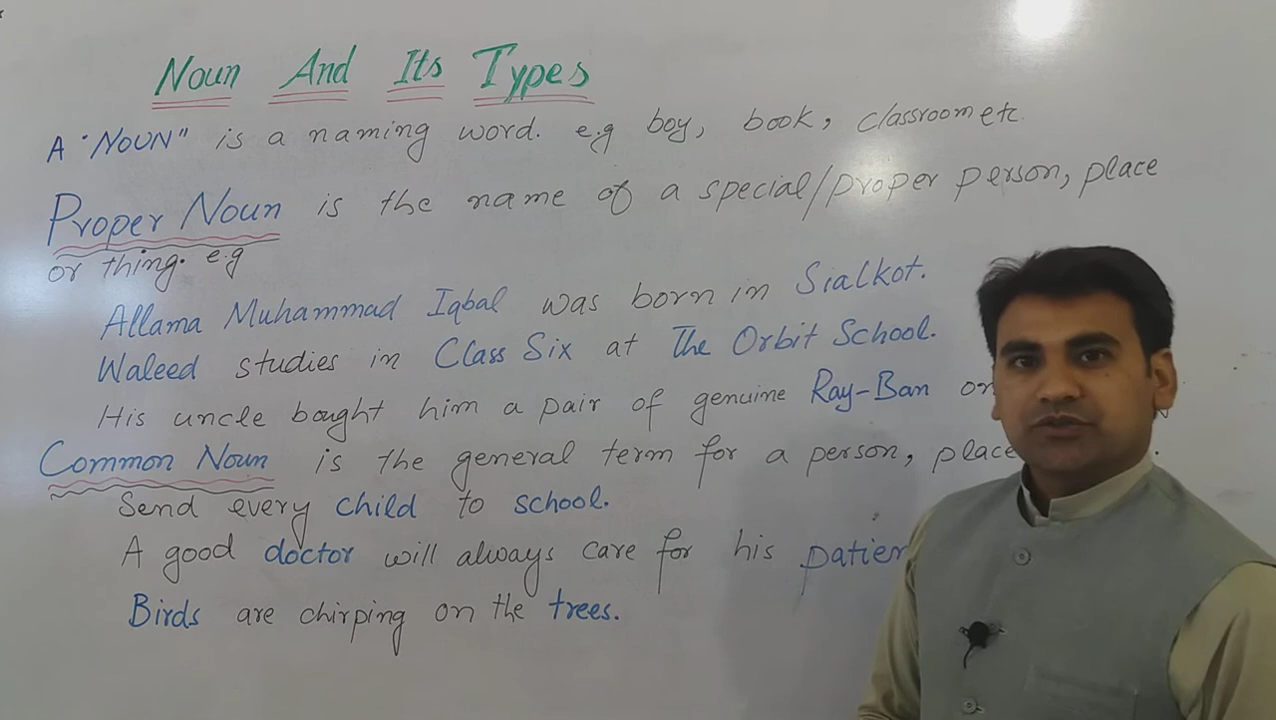 Noun And Its Types
A "NOUN" is a naming word. e.g boy, book, classroom etc
Proper Noun is the name of a special/proper person, place
or thing. e.g
Allama Muhammad Iqbal was born in Sialkot.
Waleed studies in Class Six at The Orbit School.
His uncle bought him a pair of genuine Ray-Ban on
Common Noun is the general term for a person, place
Send every child to school.
A good doctor will always care for his
Birds are chirping on the trees.